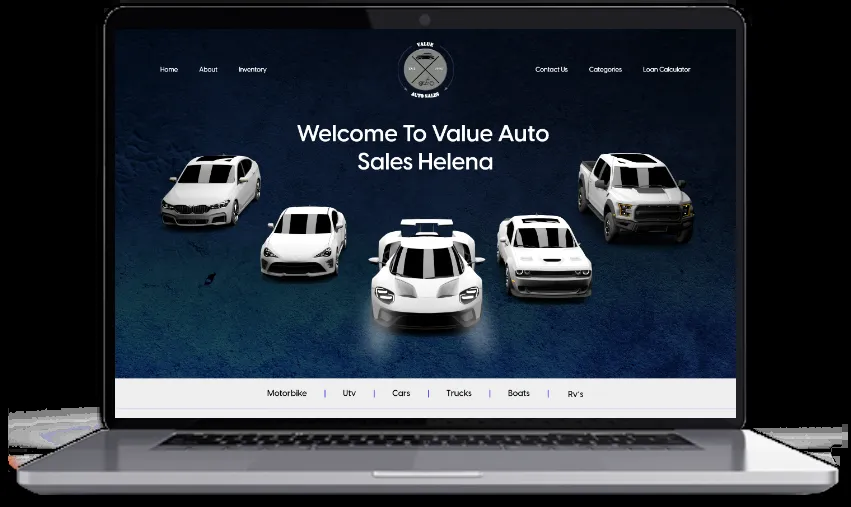 Home
About
Inventory
VALUE
AUTO SALES
Contact Us
Categories
Loan Calculator
Welcome To Value Auto
Sales Helena
Motorbike | Utv | Cars | Trucks | Boats | Rv's